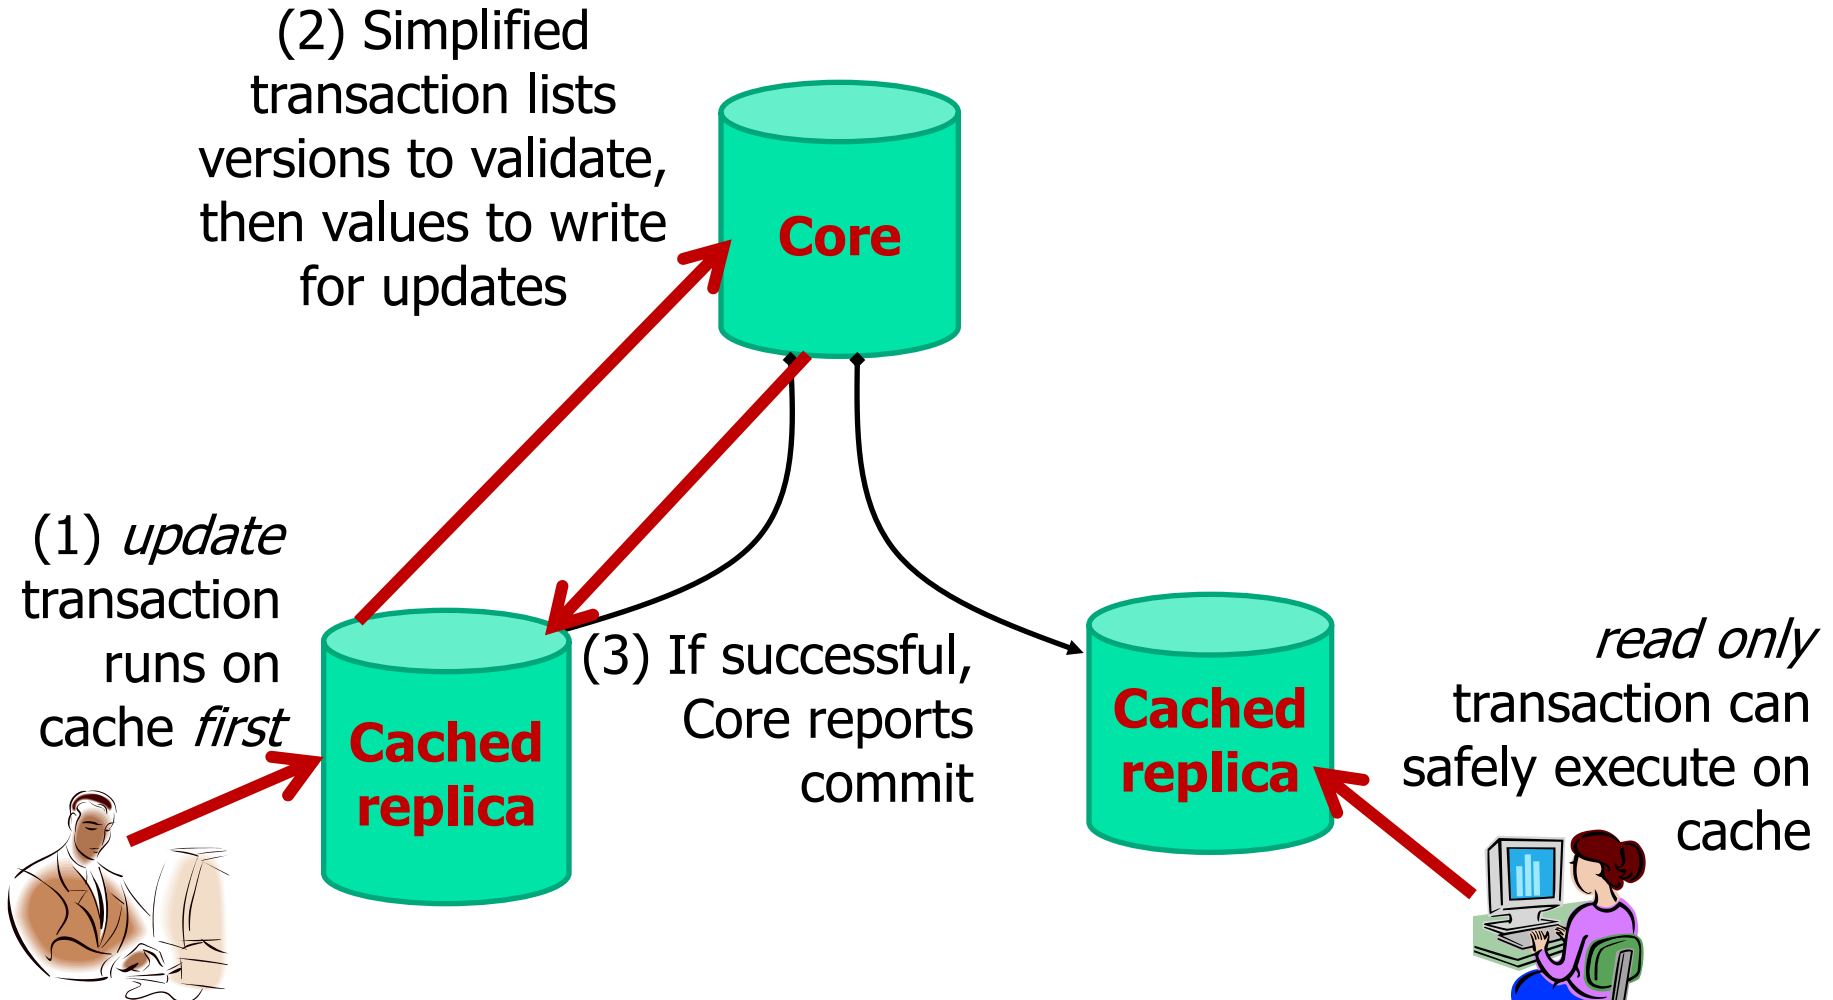 (2) Simplified
transaction lists
versions to validate,
then values to write
for updates
Core
(1) update
transaction
runs on
cache first
Cached
replica
(3) If successful,
Core reports
commit
Cached
replica
read only
transaction can
safely execute on
cache